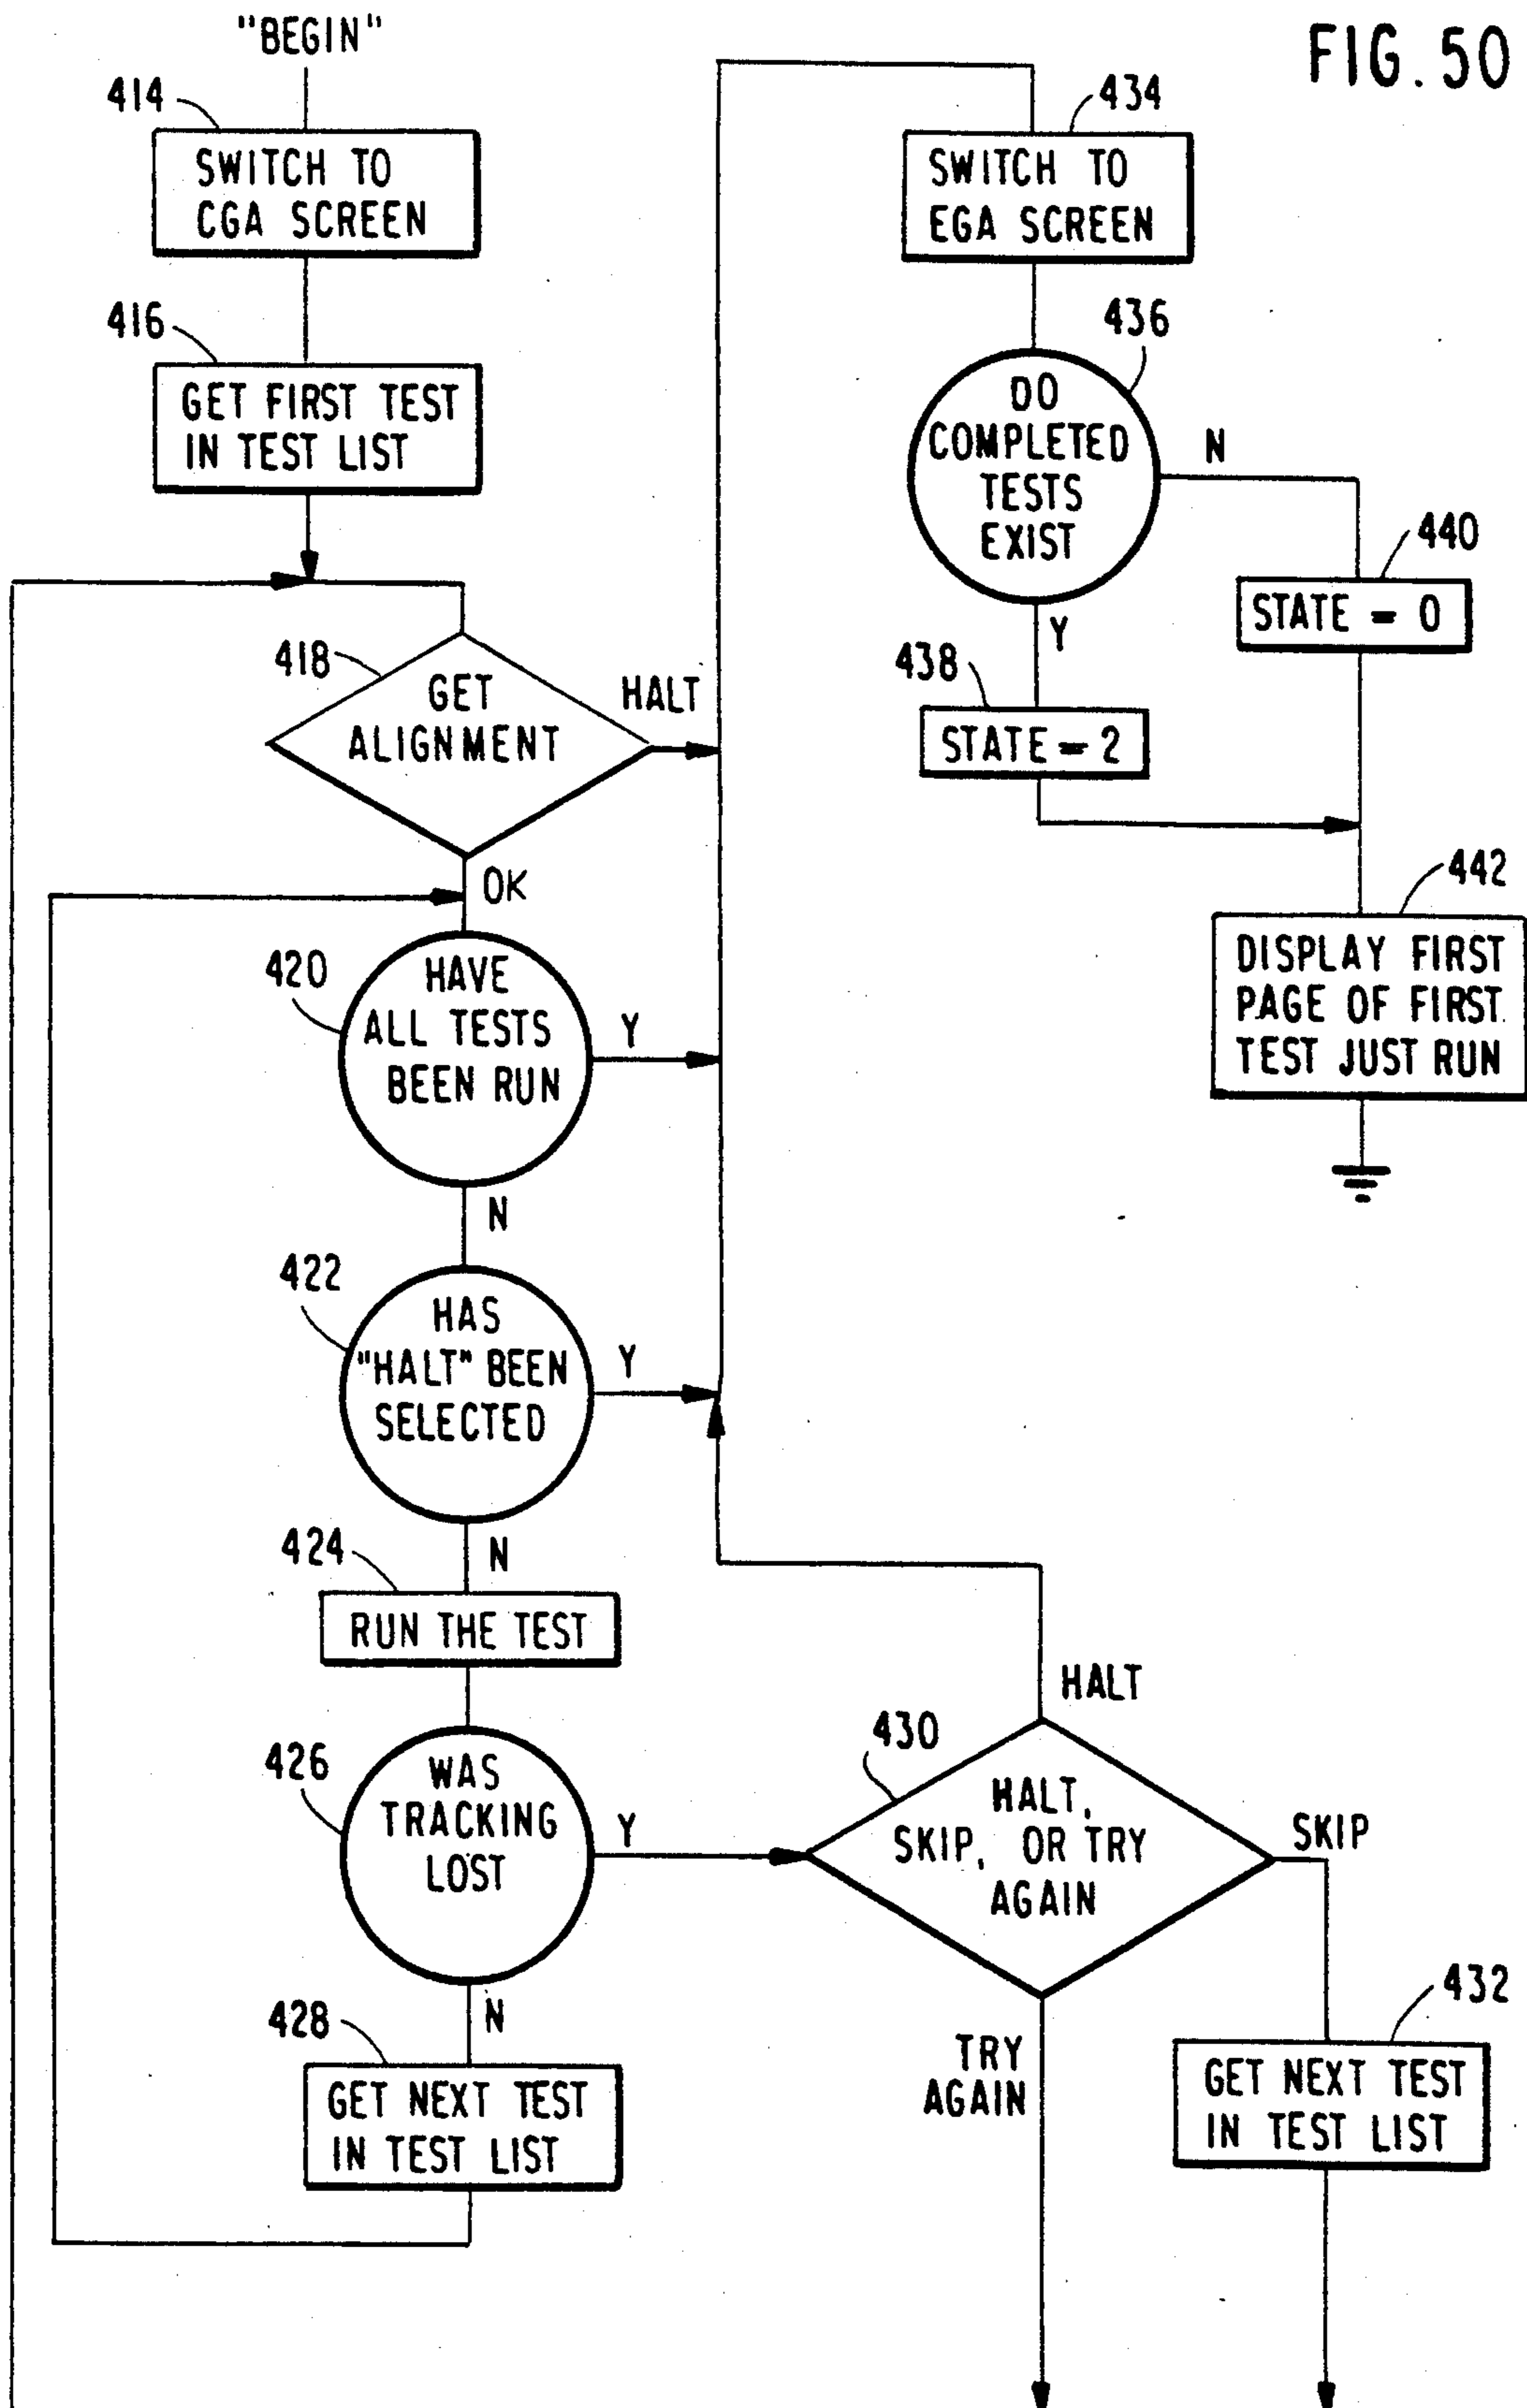 "BEGIN"
FIG. 50
414
SWITCH TO
CGA SCREEN
416
GET FIRST TEST
IN TEST LIST
418
GET
ALIGNMENT
HALT
OK
420
HAVE
ALL TESTS
BEEN RUN
Y
N
422
HAS
"HALT" BEEN
SELECTED
Y
N
424
RUN THE TEST
426
WAS
TRACKING
LOST
Y
N
428
GET NEXT TEST
IN TEST LIST
430
HALT,
SKIP, OR TRY
AGAIN
HALT
SKIP
TRY
AGAIN
432
GET NEXT TEST
IN TEST LIST
434
SWITCH TO
EGA SCREEN
436
DO
COMPLETED
TESTS
EXIST
N
Y
440
STATE = 0
438
STATE = 2
442
DISPLAY FIRST
PAGE OF FIRST
TEST JUST RUN